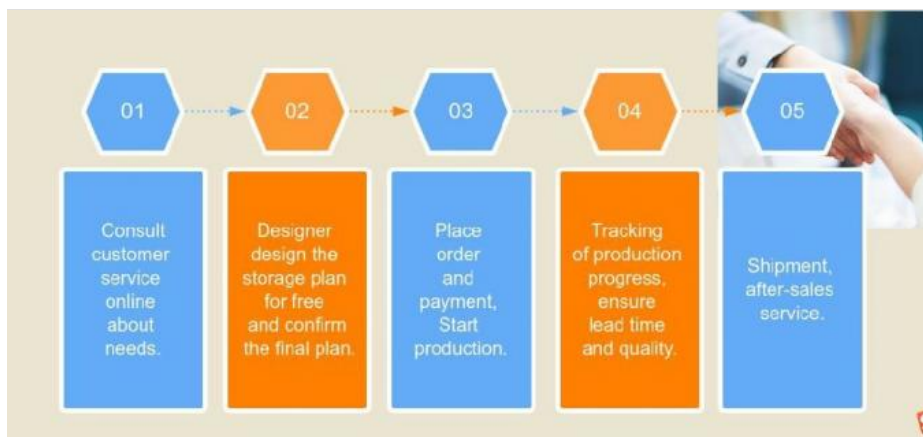 01
02
03
04
05
Consult
customer
service
online
about
needs.
Designer
design the
storage plan
for free
and confirm
the final plan.
Place
order
and
payment,
Start
production.
Tracking
of production
progress,
ensure
lead time
and quality.
Shipment,
after-sales
service.